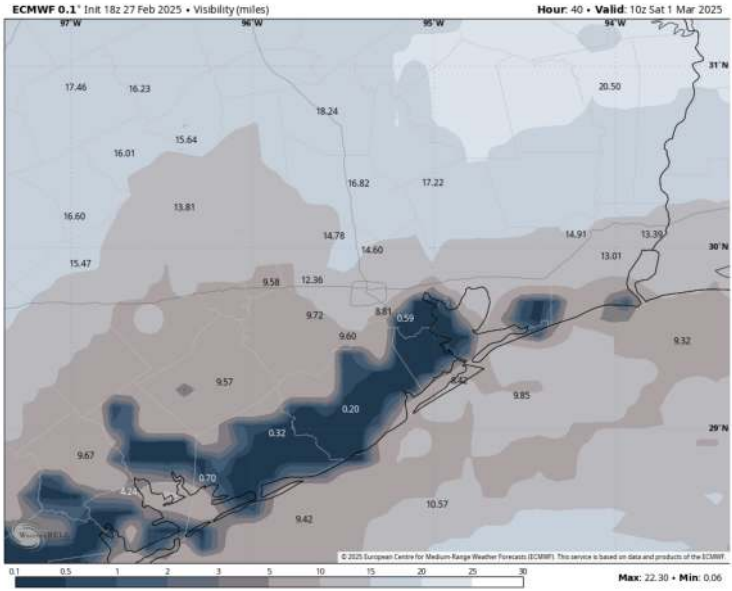 ECMWF 0.1° Init 18z 27 Feb 2025 • Visibility (miles)
Hour: 40 • Valid: 10z Sat 1 Mar 2025
97°W 96°W 95°W 94°W
31°N
17.46 16.23 20.50
18.24
15.64
16.01
16.82 17.22
13.81
16.60
14.78 14.91 13.39
14.60 30°N
13.01
15.47
9.58 12.36
9.72 8.81 0.59
9.60 9.32
9.57 8.42
9.85
0.20
0.32 29°N
9.67
0.70
4.24
10.57
9.42
WeatherBELL
© 2025 European Centre for Medium-Range Weather Forecasts (ECMWF). This service is based on data and products of the ECMWF.
0.1 0.5 1 2 3 5 10 15 20 25 30
Max: 22.30 • Min: 0.06